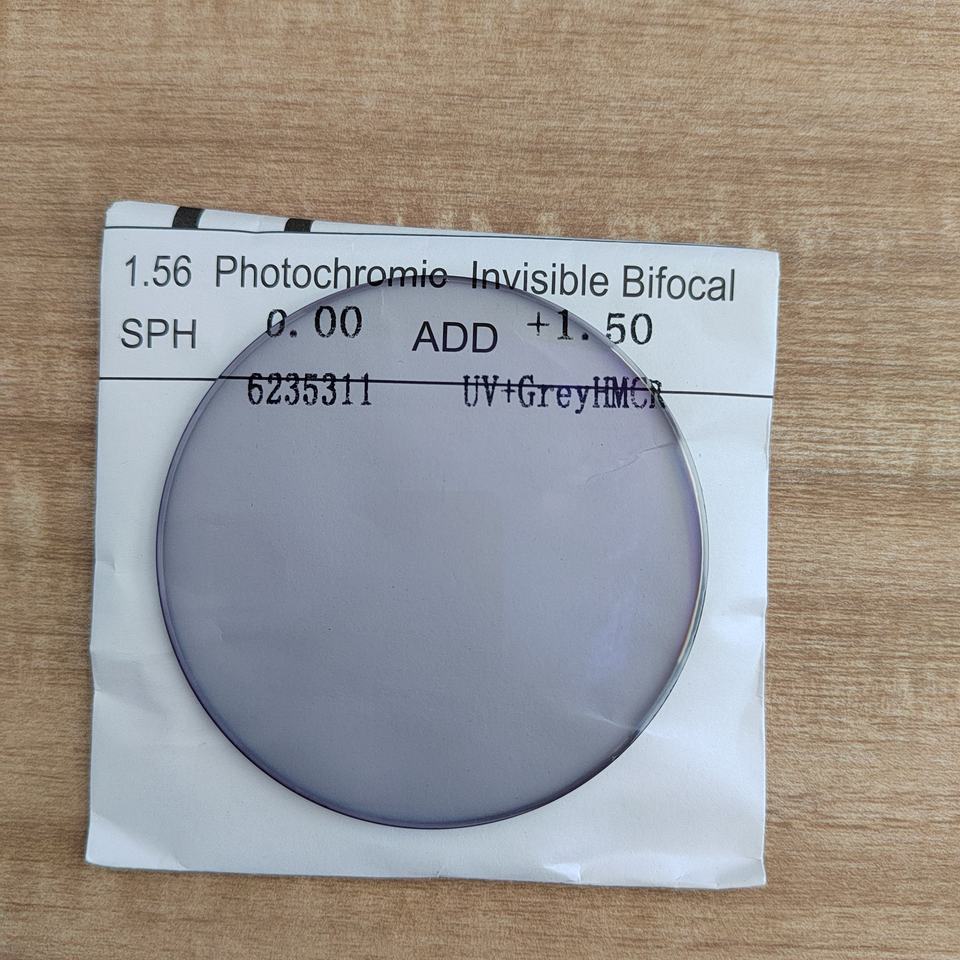 1.56 Photochromic Invisible Bifocal
SPH 0.00 ADD +1.50
6235311 UV+GreyHMCR